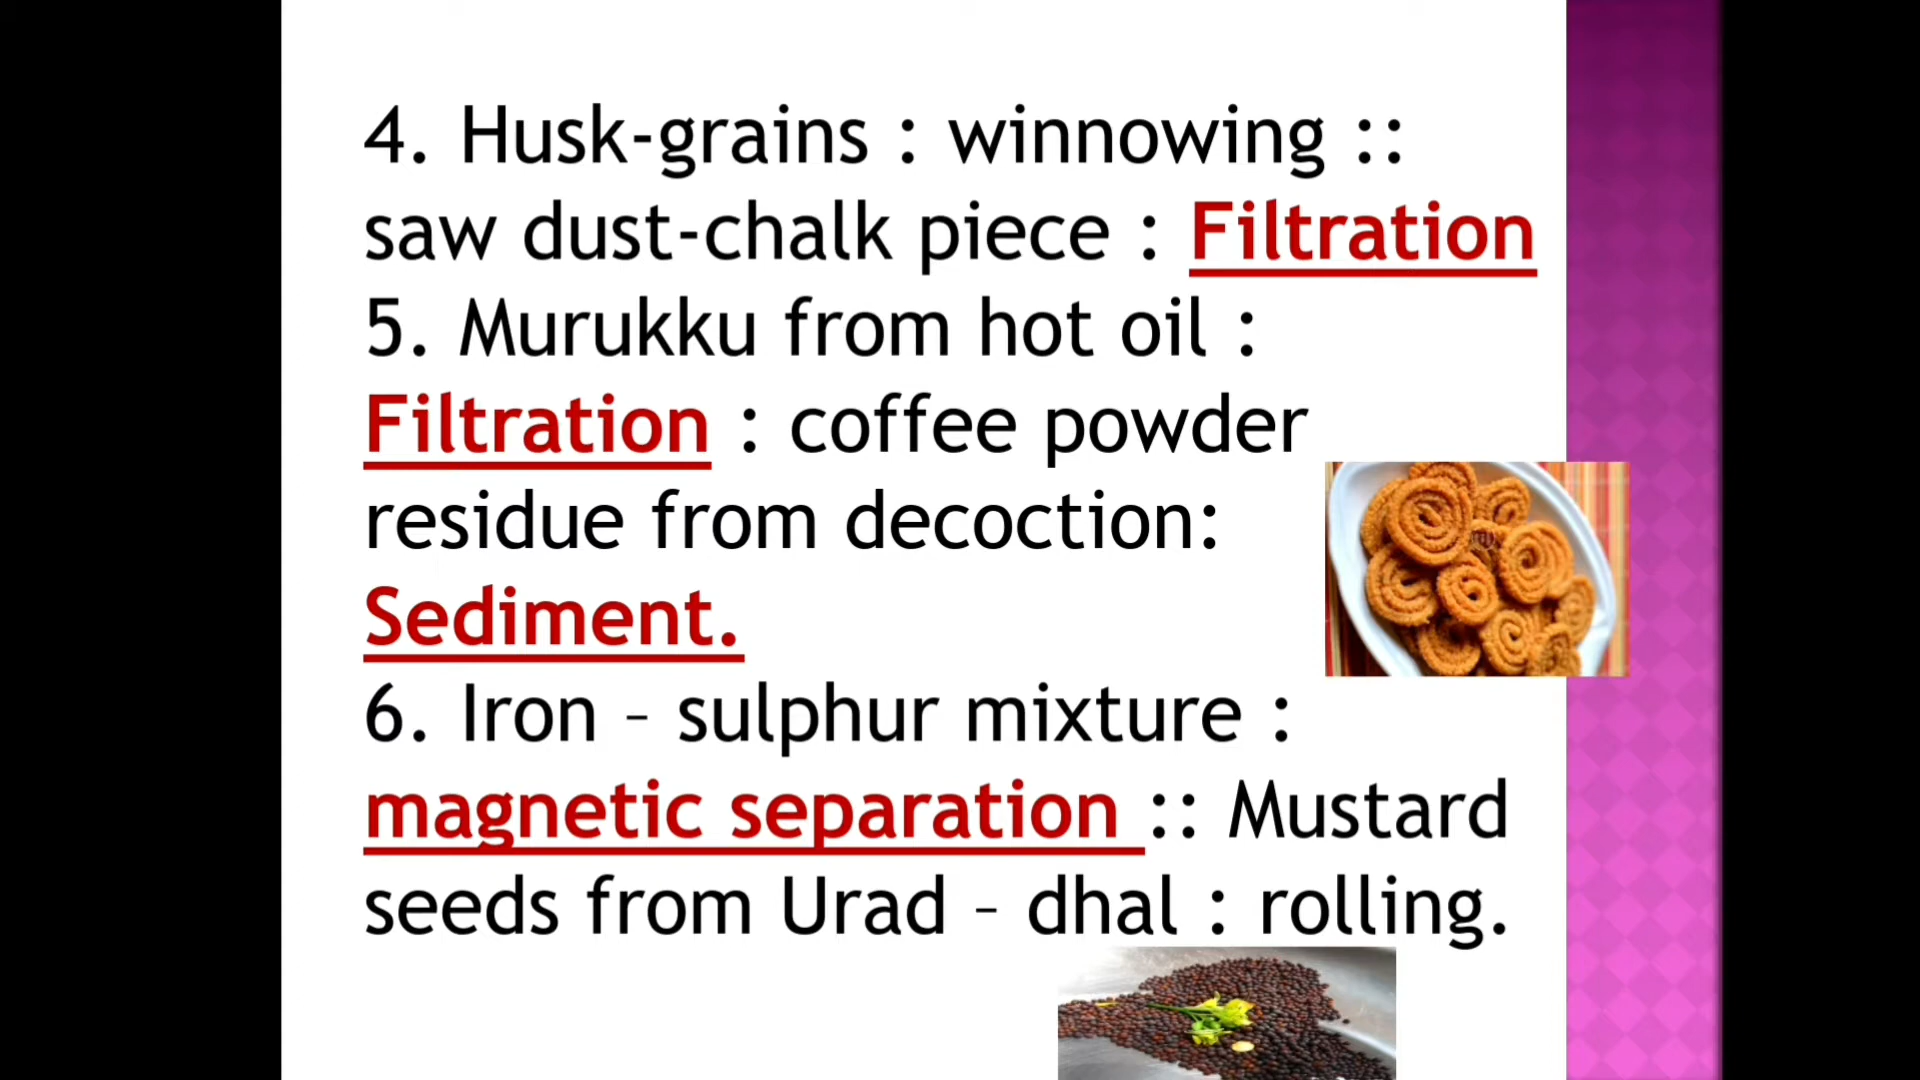 4. Husk-grains : winnowing ::
saw dust-chalk piece : Filtration
5. Murukku from hot oil :
Filtration : coffee powder
residue from decoction:
Sediment.
6. Iron – sulphur mixture :
magnetic separation :: Mustard
seeds from Urad – dhal : rolling.